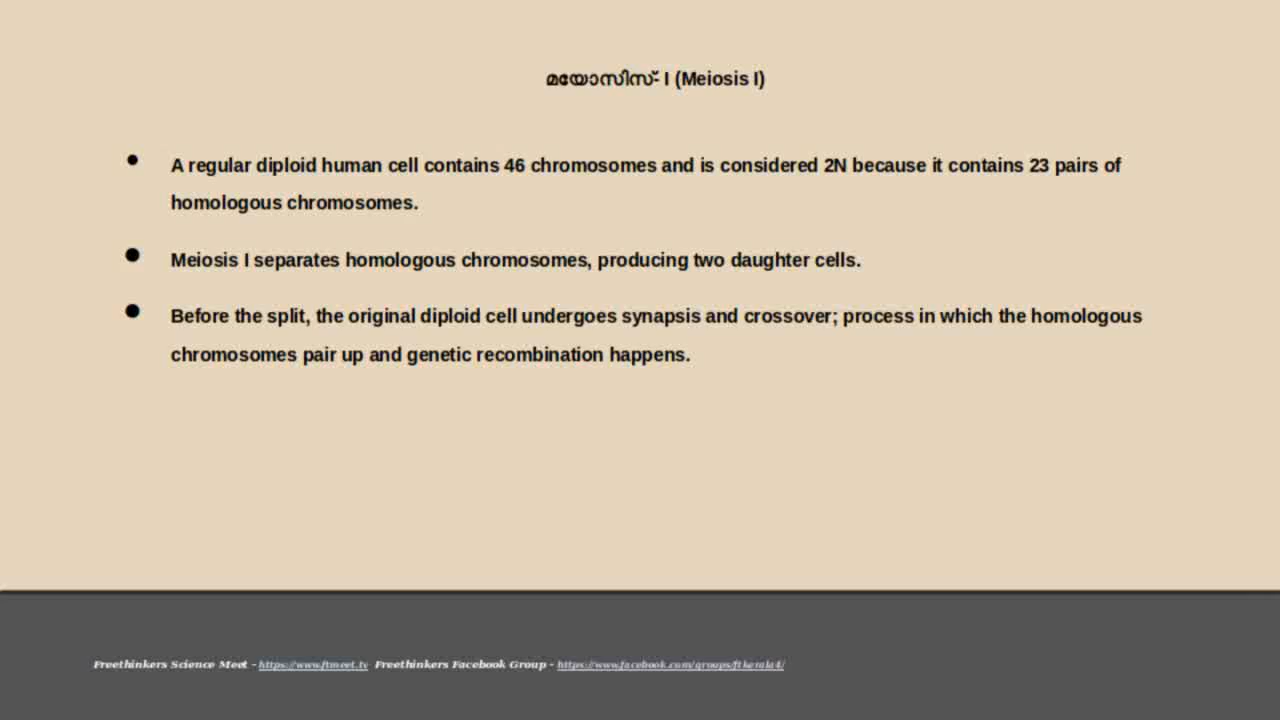 മയോസിസ്- I (Meiosis I)
• A regular diploid human cell contains 46 chromosomes and is considered 2N because it contains 23 pairs of
homologous chromosomes.
• Meiosis I separates homologous chromosomes, producing two daughter cells.
• Before the split, the original diploid cell undergoes synapsis and crossover; process in which the homologous
chromosomes pair up and genetic recombination happens.
Freethinkers Science Meet - https://www.ftmeet.tv Freethinkers Facebook Group - https://www.facebook.com/groups/ftkerala4/